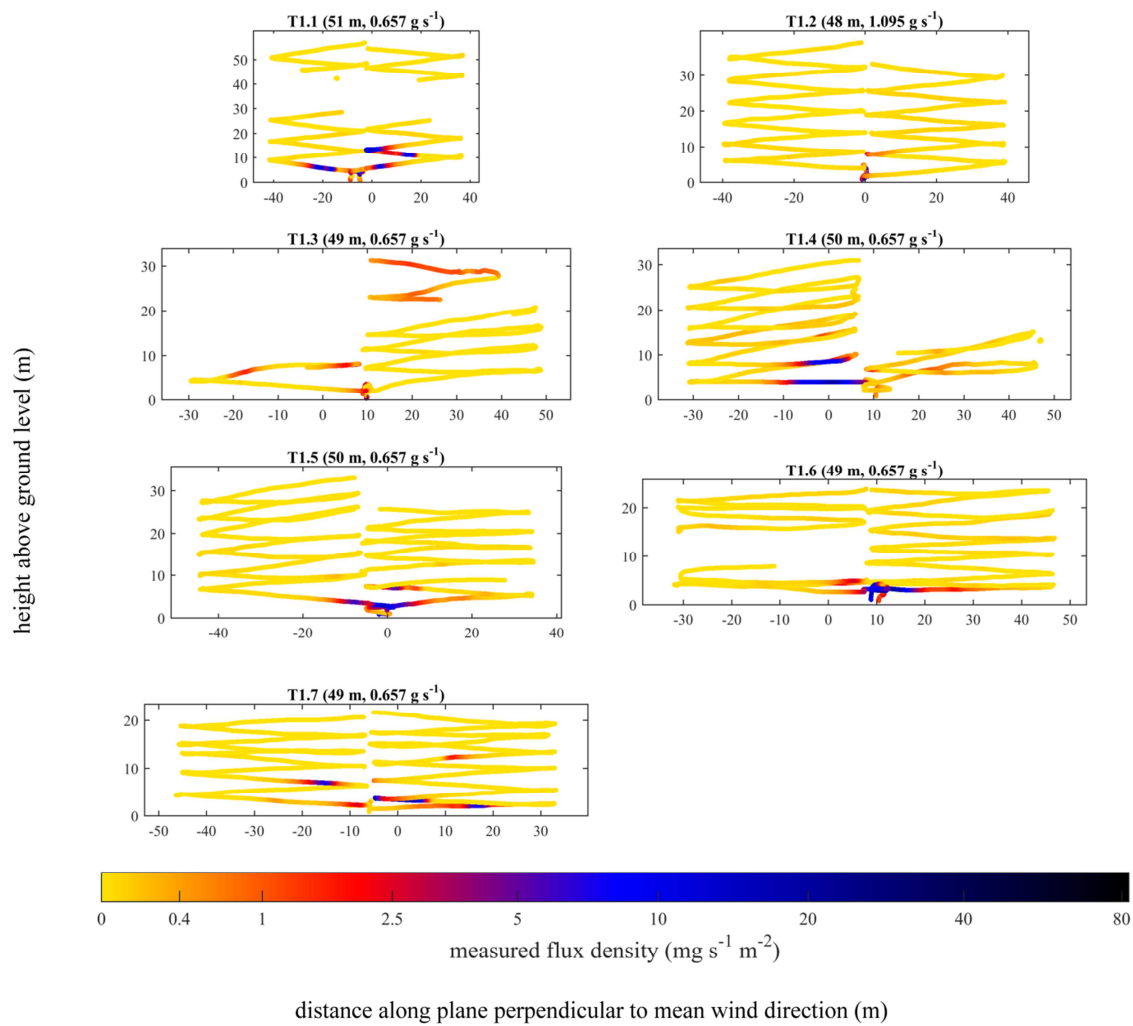 T1.1 (51 m, 0.657 g s⁻¹)
50
40
30
20
10
0
-40 -20 0 20 40
T1.2 (48 m, 1.095 g s⁻¹)
30
20
10
0
-40 -20 0 20 40
T1.3 (49 m, 0.657 g s⁻¹)
30
20
10
0
-30 -20 -10 0 10 20 30 40 50
T1.4 (50 m, 0.657 g s⁻¹)
30
20
10
0
-30 -20 -10 0 10 20 30 40 50
height above ground level (m)
T1.5 (50 m, 0.657 g s⁻¹)
30
20
10
0
-40 -20 0 20 40
T1.6 (49 m, 0.657 g s⁻¹)
20
10
0
-30 -20 -10 0 10 20 30 40 50
T1.7 (49 m, 0.657 g s⁻¹)
20
10
0
-50 -40 -30 -20 -10 0 10 20 30
0 0.4 1 2.5 5 10 20 40 80
measured flux density (mg s⁻¹ m⁻²)
distance along plane perpendicular to mean wind direction (m)